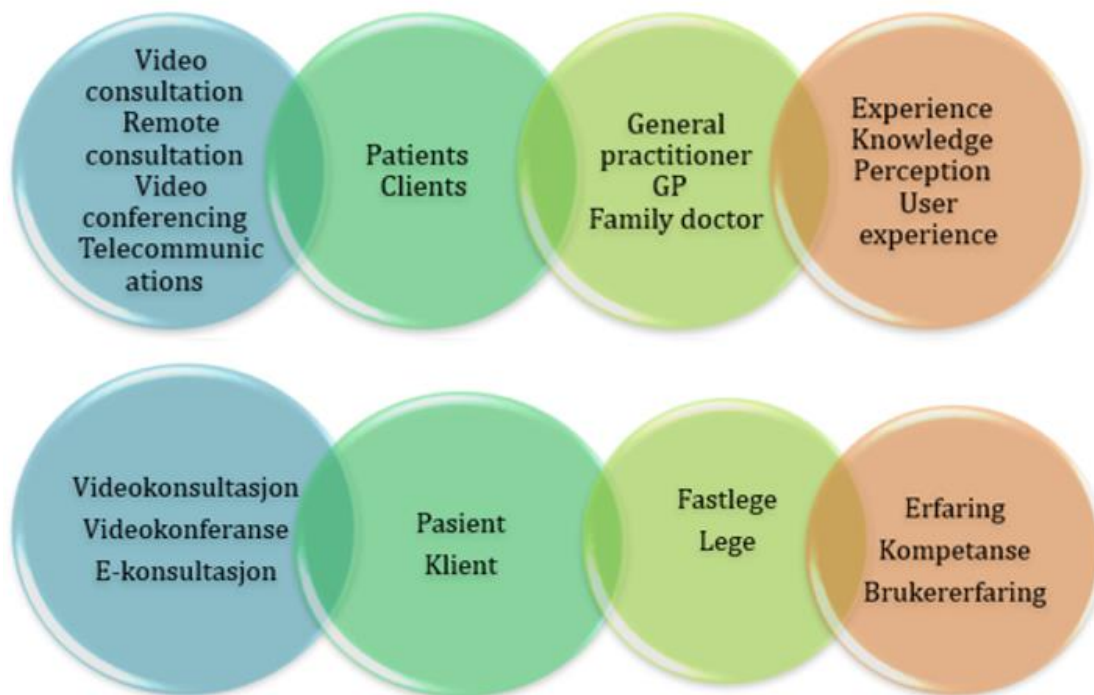 Video
consultation
Remote
consultation
Video
conferencing
Telecommunic
ations
Patients
Clients
General
practitioner
GP
Family doctor
Experience
Knowledge
Perception
User
experience
Videokonsultasjon
Videokonferanse
E-konsultasjon
Pasient
Klient
Fastlege
Lege
Erfaring
Kompetanse
Brukererfaring